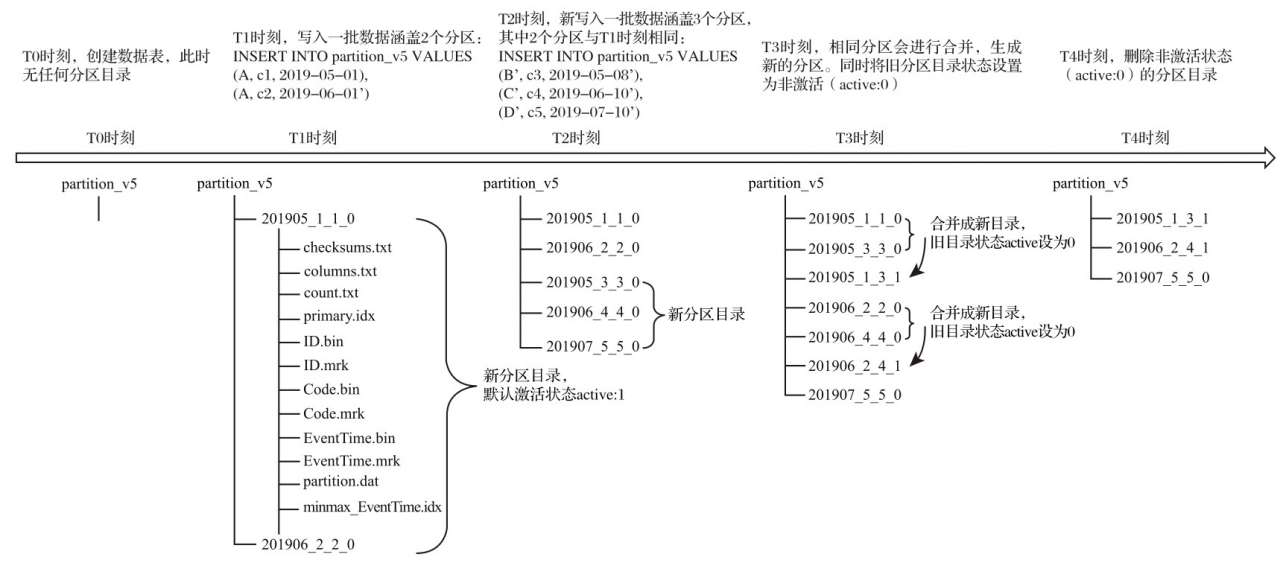 T0时刻，创建数据表，此时
无任何分区目录
T1时刻，写入一批数据涵盖2个分区：
INSERT INTO partition_v5 VALUES
(A, c1, 2019-05-01),
(A, c2, 2019-06-01’)
T2时刻，新写入一批数据涵盖3个分区，
其中2个分区与T1时刻相同：
INSERT INTO partition_v5 VALUES
(B’, c3, 2019-05-08’),
(C’, c4, 2019-06-10’),
(D’, c5, 2019-07-10’)
T3时刻，相同分区会进行合并，生成
新的分区。同时将旧分区目录状态设置
为非激活（active:0）
T4时刻，删除非激活状态
（active:0）的分区目录
T0时刻
T1时刻
T2时刻
T3时刻
T4时刻
partition_v5
partition_v5
201905_1_1_0
checksums.txt
columns.txt
count.txt
primary.idx
ID.bin
ID.mrk
Code.bin
Code.mrk
EventTime.bin
EventTime.mrk
partition.dat
minmax_EventTime.idx
201906_2_2_0
新分区目录，
默认激活状态active:1
partition_v5
201905_1_1_0
201906_2_2_0
201905_3_3_0
201906_4_4_0
201907_5_5_0
新分区目录
partition_v5
201905_1_1_0
201905_3_3_0
201905_1_3_1
201906_2_2_0
201906_4_4_0
201906_2_4_1
201907_5_5_0
合并成新目录，
旧目录状态active设为0
合并成新目录，
旧目录状态active设为0
partition_v5
201905_1_3_1
201906_2_4_1
201907_5_5_0